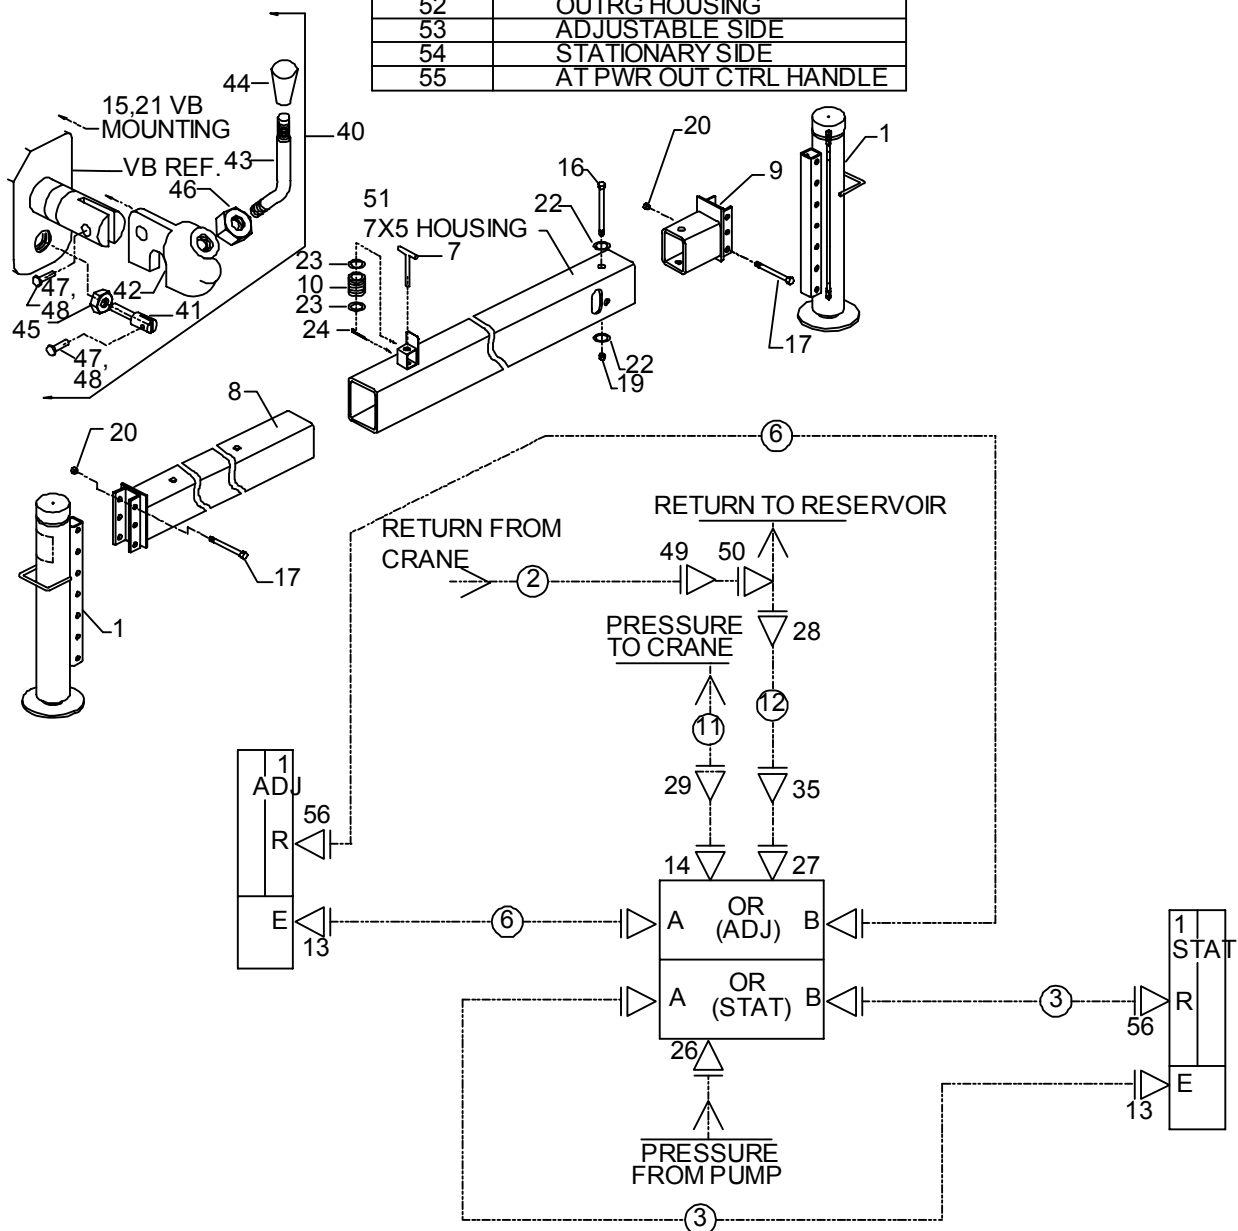 52 OUTRG HOUSING
53 ADJUSTABLE SIDE
54 STATIONARY SIDE
55 AT PWR OUT CTRL HANDLE
44
15,21 VB
MOUNTING
40
VB REF.
43
46
42
47,
48
45
41
47,
48
51
7X5 HOUSING
7
16
22
23
10
23
24
22
19
20
9
1
17
8
20
17
1
6
RETURN FROM
CRANE
2
49
50
RETURN TO RESERVOIR
28
PRESSURE
TO CRANE
11
12
29
35
14
27
1
ADJ
R
56
E
13
6
A
OR
(ADJ)
B
A
OR
(STAT)
B
3
1
STAT
R
56
E
13
26
PRESSURE
FROM PUMP
3